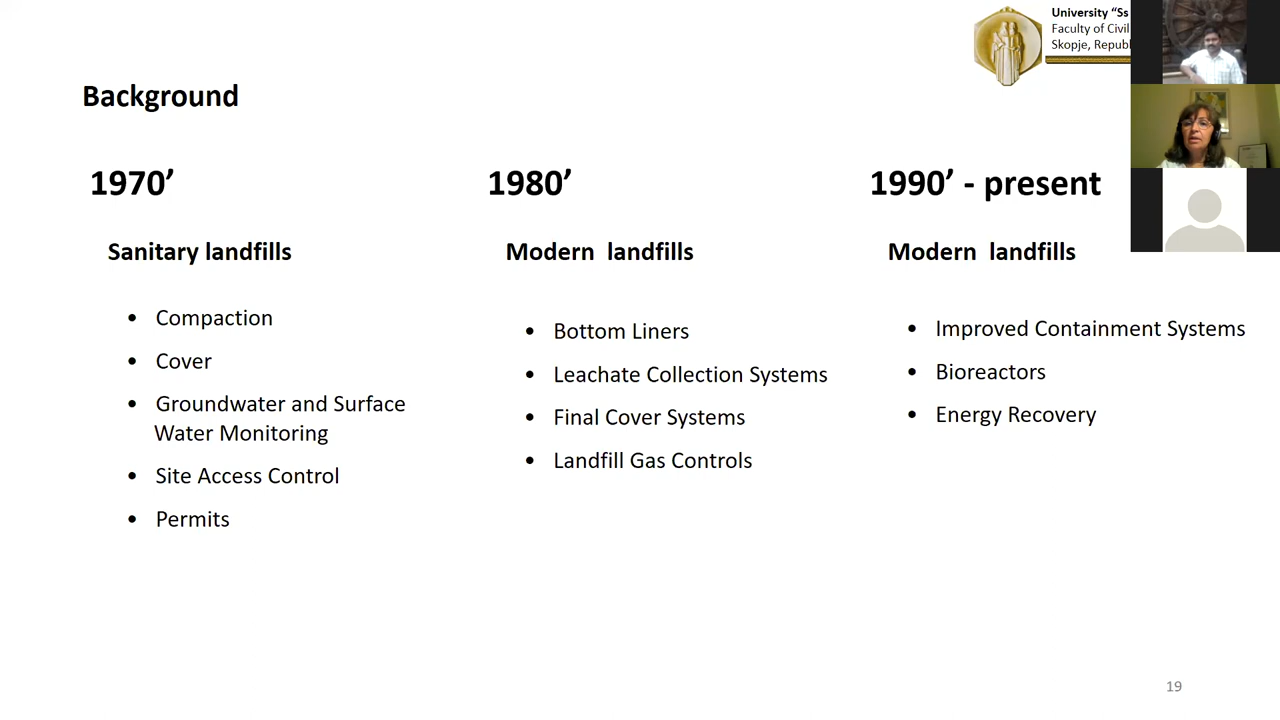 University “Ss
Faculty of Civil
Skopje, Republ
Background
1970’
Sanitary landfills
• Compaction
• Cover
• Groundwater and Surface
Water Monitoring
• Site Access Control
• Permits
1980’
Modern landfills
• Bottom Liners
• Leachate Collection Systems
• Final Cover Systems
• Landfill Gas Controls
1990’ - present
Modern landfills
• Improved Containment Systems
• Bioreactors
• Energy Recovery
19